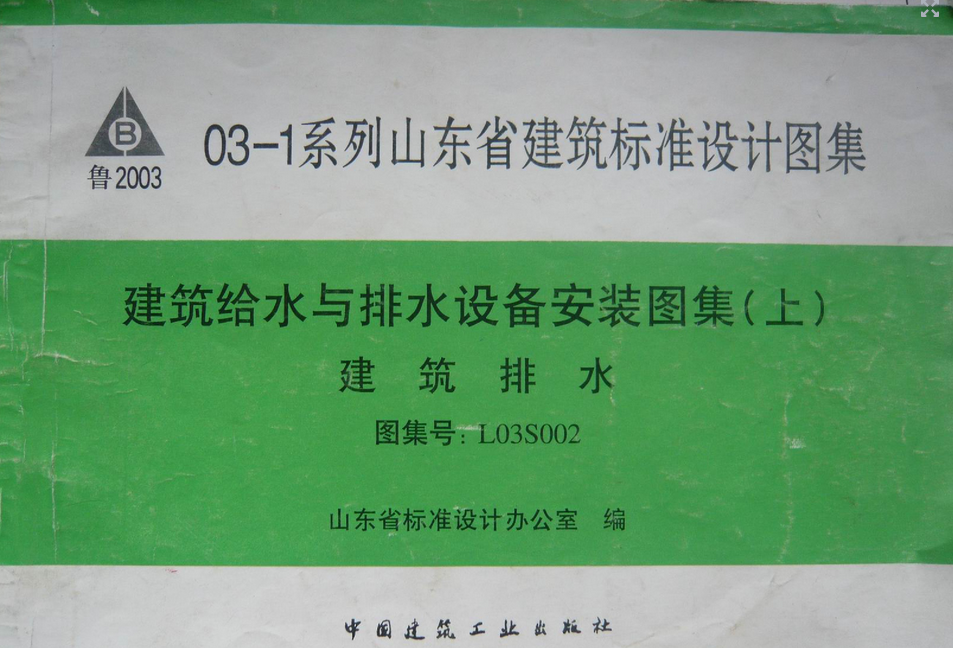 B
鲁2003
03-1系列山东省建筑标准设计图集
建筑给水与排水设备安装图集(上)
建筑排水
图集号: L03S002
山东省标准设计办公室 编
中国建筑工业出版社